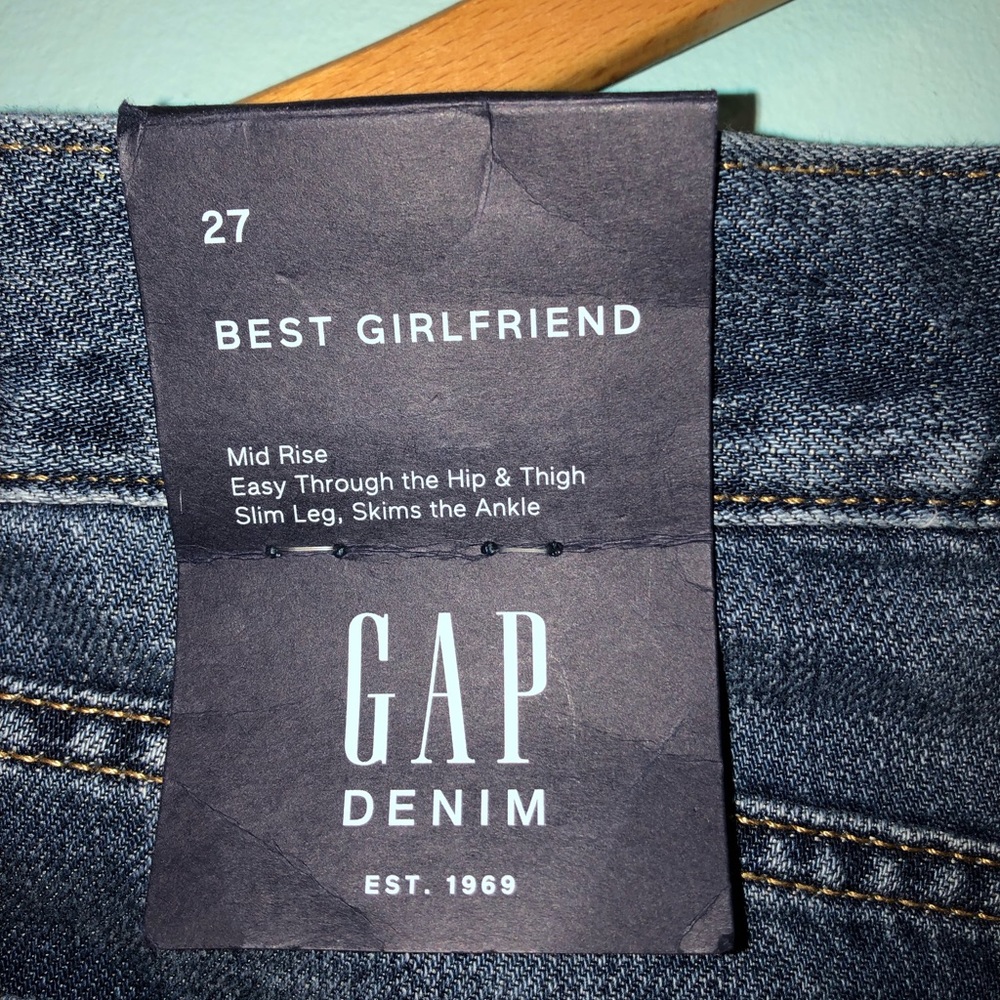 27
BEST GIRLFRIEND
Mid Rise
Easy Through the Hip & Thigh
Slim Leg, Skims the Ankle
GAP
DENIM
EST. 1969